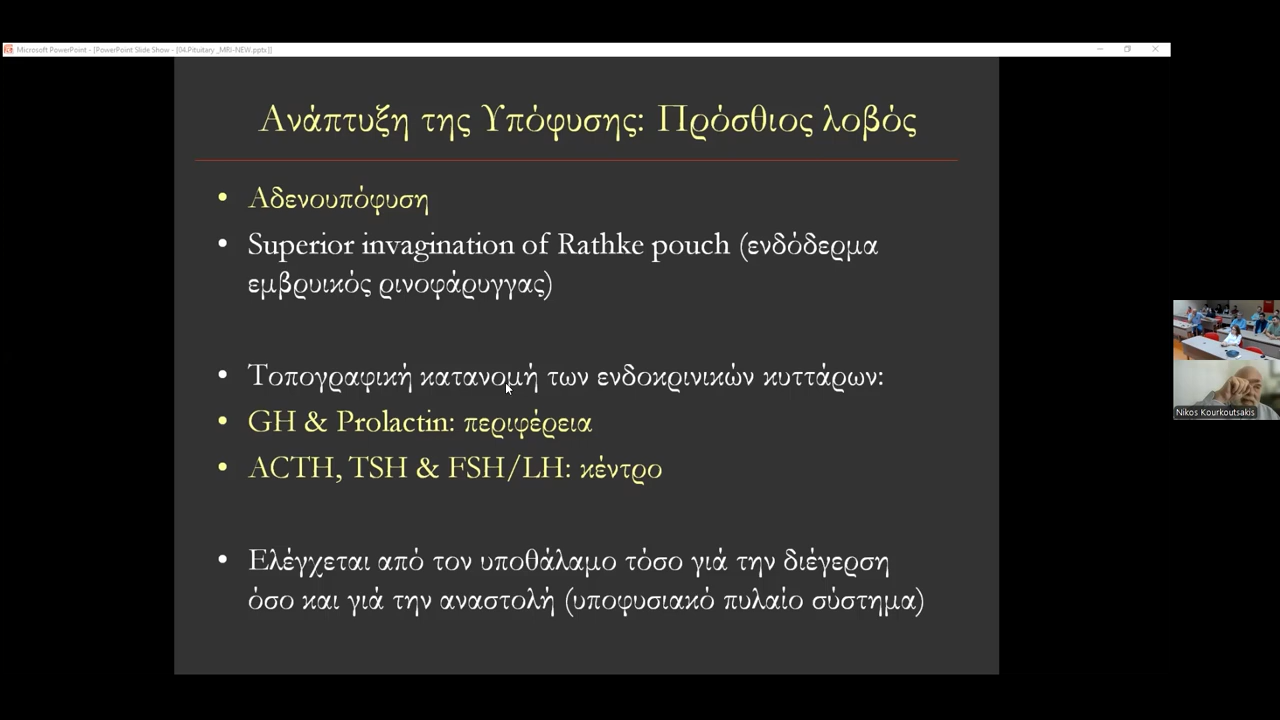 Microsoft PowerPoint - [PowerPoint Slide Show - [04.Pituitary _MRI-NEW.pptx]]
Ανάπτυξη της Υπόφυσης: Πρόσθιος λοβός
• Αδενουπόφυση
• Superior invagination of Rathke pouch (ενδόδερμα
εμβρυικός ρινοφάρυγγας)
• Τοπογραφική κατανομή των ενδοκρινικών κυττάρων:
• GH & Prolactin: περιφέρεια
• ACTH, TSH & FSH/LH: κέντρο
• Ελέγχεται από τον υποθάλαμο τόσο γιά την διέγερση
όσο και γιά την αναστολή (υποφυσιακό πυλαίο σύστημα)
Nikos Kourkoutsakis